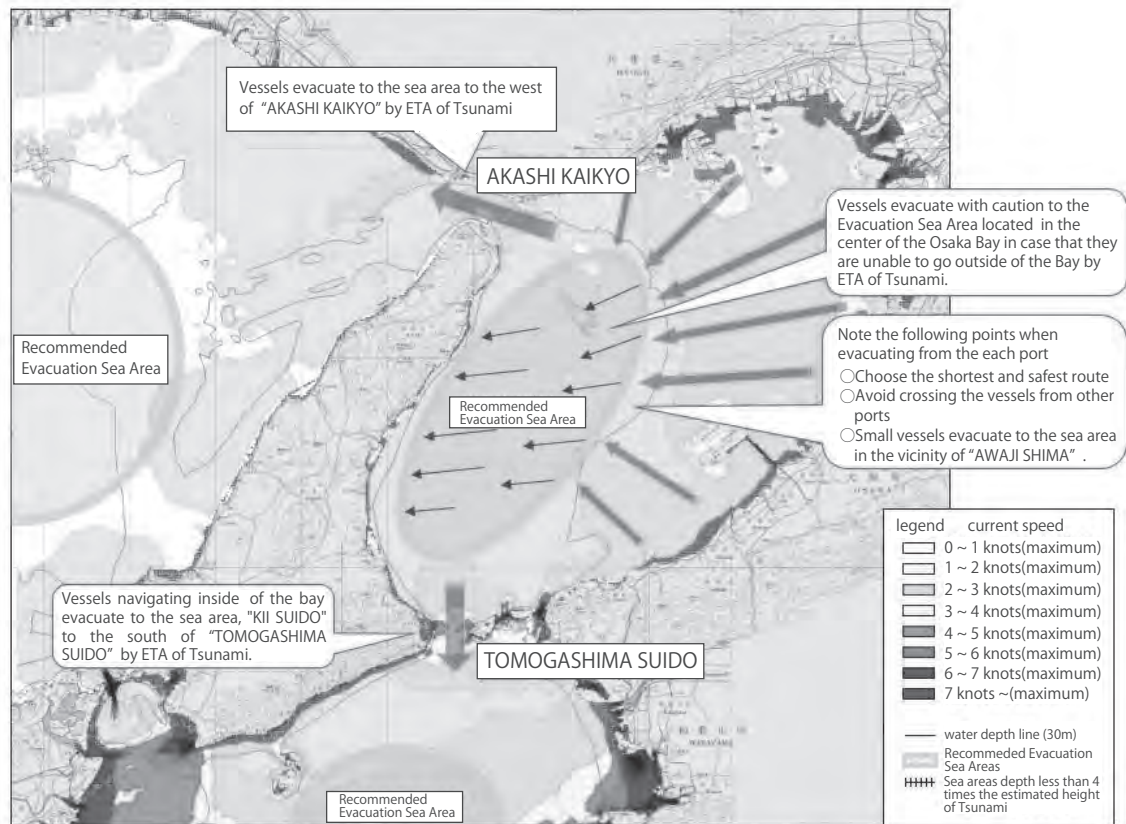 Vessels evacuate to the sea area to the west
of "AKASHI KAIKYO" by ETA of Tsunami
AKASHI KAIKYO
Vessels evacuate with caution to the
Evacuation Sea Area located in the
center of the Osaka Bay in case that they
are unable to go outside of the Bay by
ETA of Tsunami.
Recommended
Evacuation Sea Area
Note the following points when
evacuating from the each port
○Choose the shortest and safest route
○Avoid crossing the vessels from other
ports
○Small vessels evacuate to the sea area
in the vicinity of "AWAJI SHIMA" .
Recommended
Evacuation Sea Area
Vessels navigating inside of the bay
evacuate to the sea area, "KII SUIDO"
to the south of "TOMOGASHIMA
SUIDO" by ETA of Tsunami.
TOMOGASHIMA SUIDO
Recommended
Evacuation Sea Area
legend current speed
0 ~ 1 knots(maximum)
1 ~ 2 knots(maximum)
2 ~ 3 knots(maximum)
3 ~ 4 knots(maximum)
4 ~ 5 knots(maximum)
5 ~ 6 knots(maximum)
6 ~ 7 knots(maximum)
7 knots ~(maximum)
water depth line (30m)
Recommeded Evacuation
Sea Areas
Sea areas depth less than 4
times the estimated height
of Tsunami